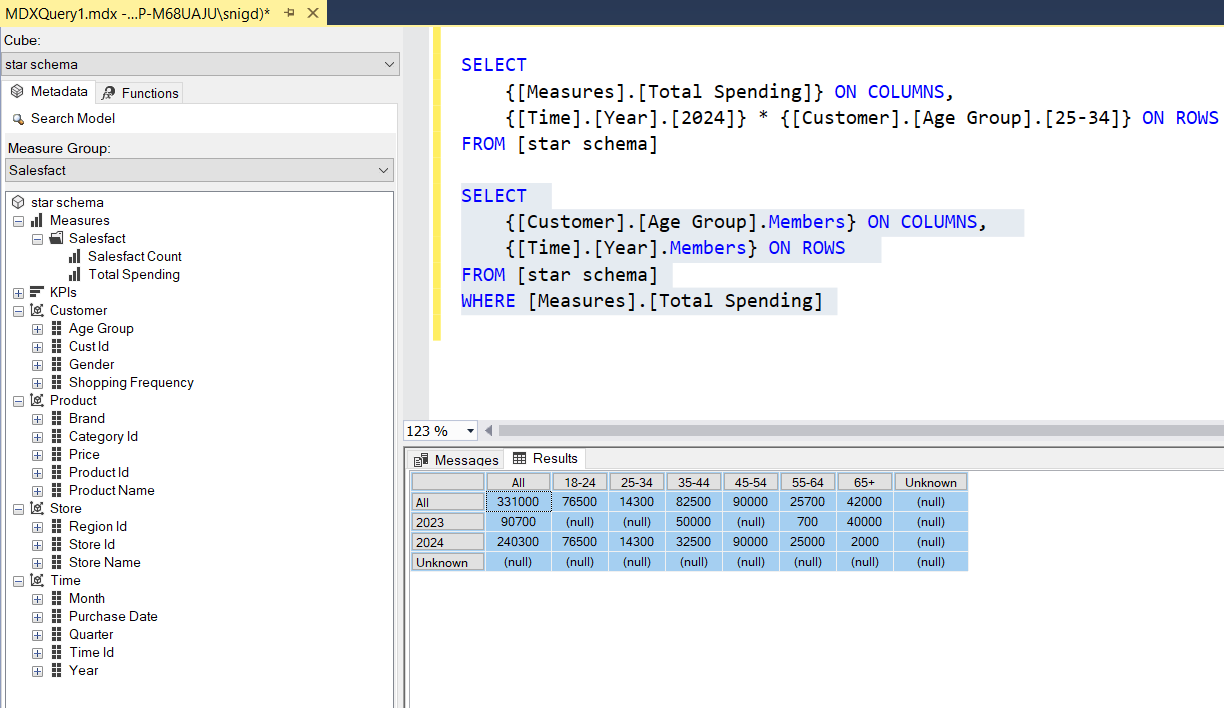 MDXQuery1.mdx -...P-M68UAJU\snigd)*
Cube:
star schema
Metadata Functions
Search Model
Measure Group:
Salesfact
star schema
Measures
Salesfact
Salesfact Count
Total Spending
KPIs
Customer
Age Group
Cust Id
Gender
Shopping Frequency
Product
Brand
Category Id
Price
Product Id
Product Name
Store
Region Id
Store Id
Store Name
Time
Month
Purchase Date
Quarter
Time Id
Year
SELECT
{[Measures].[Total Spending]} ON COLUMNS,
{[Time].[Year].[2024]} * {[Customer].[Age Group].[25-34]} ON ROWS
FROM [star schema]
SELECT
{[Customer].[Age Group].Members} ON COLUMNS,
{[Time].[Year].Members} ON ROWS
FROM [star schema]
WHERE [Measures].[Total Spending]
123 %
Messages Results
All 18-24 25-34 35-44 45-54 55-64 65+ Unknown
All 331000 76500 14300 82500 90000 25700 42000 (null)
2023 90700 (null) (null) 50000 (null) 700 40000 (null)
2024 240300 76500 14300 32500 90000 25000 2000 (null)
Unknown (null) (null) (null) (null) (null) (null) (null) (null)